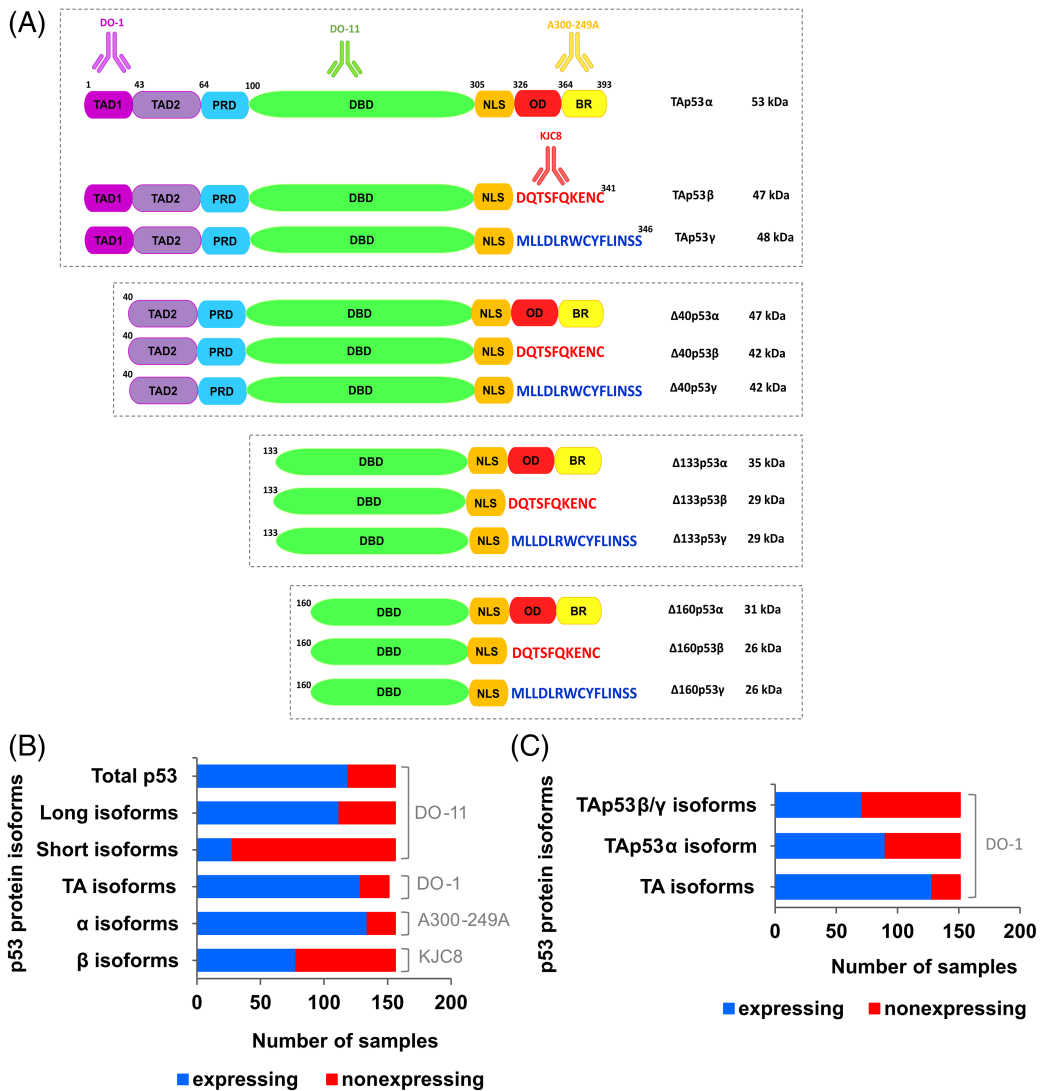 (A)
DO-1
DO-11
A300-249A
1 43 64 100 305 326 364 393
TAD1 TAD2 PRD DBD NLS OD BR TAp53α 53 kDa
KJC8
TAD1 TAD2 PRD DBD NLS DQTSFQKENC 341 TAp53β 47 kDa
TAD1 TAD2 PRD DBD NLS MLLDLRWCYFLINSS 346 TAp53γ 48 kDa
40 TAD2 PRD DBD NLS OD BR Δ40p53α 47 kDa
40 TAD2 PRD DBD NLS DQTSFQKENC Δ40p53β 42 kDa
40 TAD2 PRD DBD NLS MLLDLRWCYFLINSS Δ40p53γ 42 kDa
133 DBD NLS OD BR Δ133p53α 35 kDa
133 DBD NLS DQTSFQKENC Δ133p53β 29 kDa
133 DBD NLS MLLDLRWCYFLINSS Δ133p53γ 29 kDa
160 DBD NLS OD BR Δ160p53α 31 kDa
160 DBD NLS DQTSFQKENC Δ160p53β 26 kDa
160 DBD NLS MLLDLRWCYFLINSS Δ160p53γ 26 kDa
(B)
p53 protein isoforms
Total p53
Long isoforms
Short isoforms
TA isoforms
α isoforms
β isoforms
DO-11
DO-1
A300-249A
KJC8
0 50 100 150 200
Number of samples
expressing nonexpressing
(C)
p53 protein isoforms
TAp53β/γ isoforms
TAp53α isoform
TA isoforms
DO-1
0 50 100 150 200
Number of samples
expressing nonexpressing